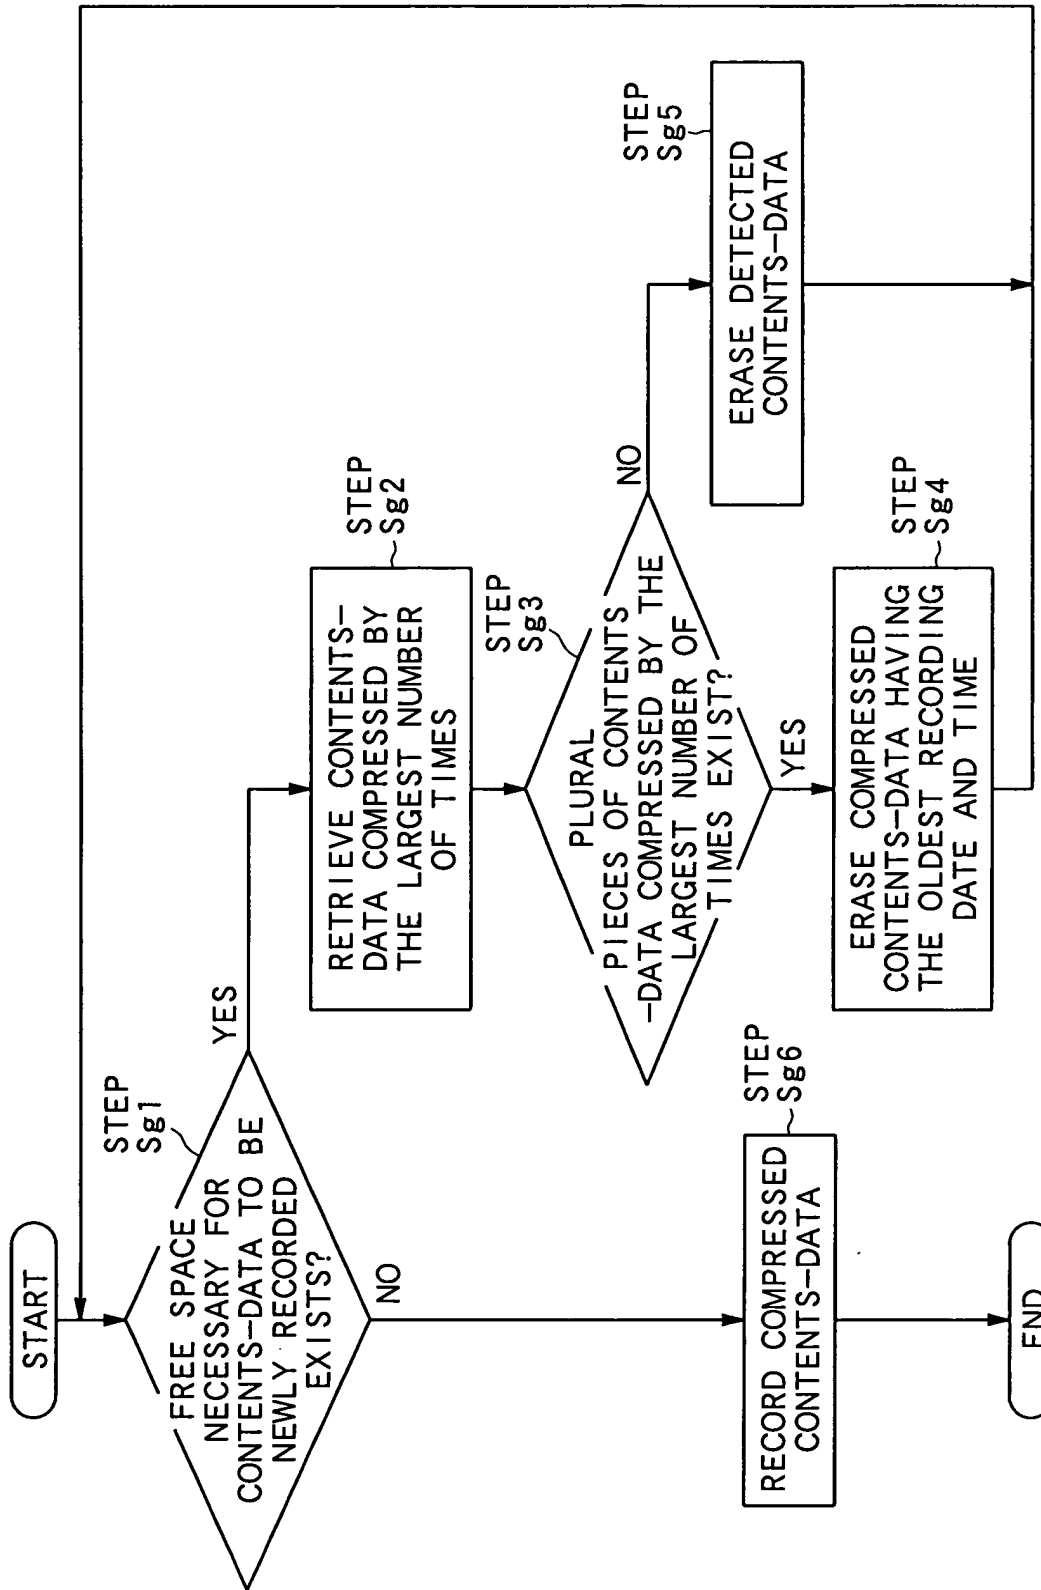 START
STEP
Sg1
FREE SPACE
NECESSARY FOR
CONTENTS-DATA TO BE
NEWLY RECORDED
EXISTS?
YES
NO
STEP
Sg2
RETRIEVE CONTENTS-
DATA COMPRESSED BY
THE LARGEST NUMBER
OF TIMES
STEP
Sg3
PLURAL
PIECES OF CONTENTS
-DATA COMPRESSED BY THE
LARGEST NUMBER OF
TIMES EXIST?
NO
YES
STEP
Sg5
ERASE DETECTED
CONTENTS-DATA
STEP
Sg4
ERASE COMPRESSED
CONTENTS-DATA HAVING
THE OLDEST RECORDING
DATE AND TIME
STEP
Sg6
RECORD COMPRESSED
CONTENTS-DATA
END